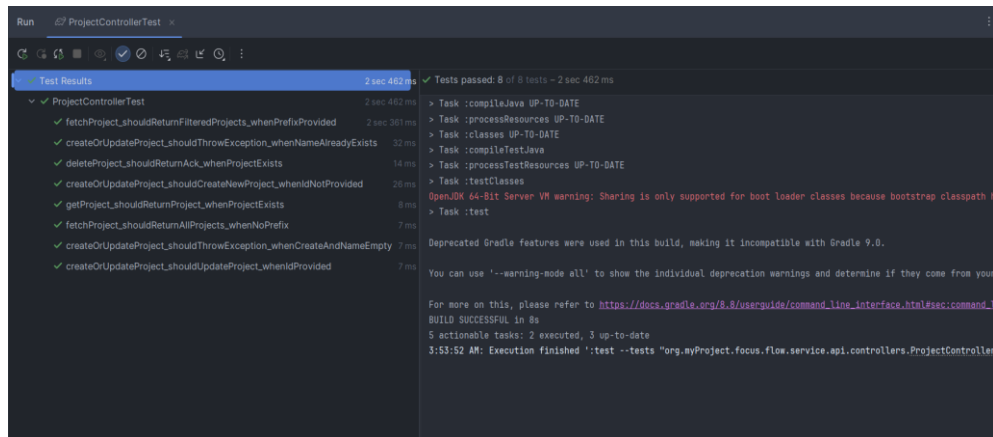 Run ProjectControllerTest ×
Test Results 2 sec 462 ms
ProjectControllerTest 2 sec 462 ms
fetchProject_shouldReturnFilteredProjects_whenPrefixProvided 2 sec 361 ms
createOrUpdateProject_shouldThrowException_whenNameAlreadyExists 32 ms
deleteProject_shouldReturnAck_whenProjectExists 14 ms
createOrUpdateProject_shouldCreateNewProject_whenIdNotProvided 26 ms
getProject_shouldReturnProject_whenProjectExists 8 ms
fetchProject_shouldReturnAllProjects_whenNoPrefix 7 ms
createOrUpdateProject_shouldThrowException_whenCreateAndNameEmpty 7 ms
createOrUpdateProject_shouldUpdateProject_whenIdProvided 7 ms
Tests passed: 8 of 8 tests – 2 sec 462 ms
> Task :compileJava UP-TO-DATE
> Task :processResources UP-TO-DATE
> Task :classes UP-TO-DATE
> Task :compileTestJava
> Task :processTestResources UP-TO-DATE
> Task :testClasses
OpenJDK 64-Bit Server VM warning: Sharing is only supported for boot loader classes because bootstrap classpath h
> Task :test
Deprecated Gradle features were used in this build, making it incompatible with Gradle 9.0.
You can use '--warning-mode all' to show the individual deprecation warnings and determine if they come from your
For more on this, please refer to https://docs.gradle.org/8.8/userguide/command_line_interface.html#sec:command_l
BUILD SUCCESSFUL in 8s
5 actionable tasks: 2 executed, 3 up-to-date
3:53:52 AM: Execution finished ':test --tests "org.myProject.focus.flow.service.api.controllers.ProjectController